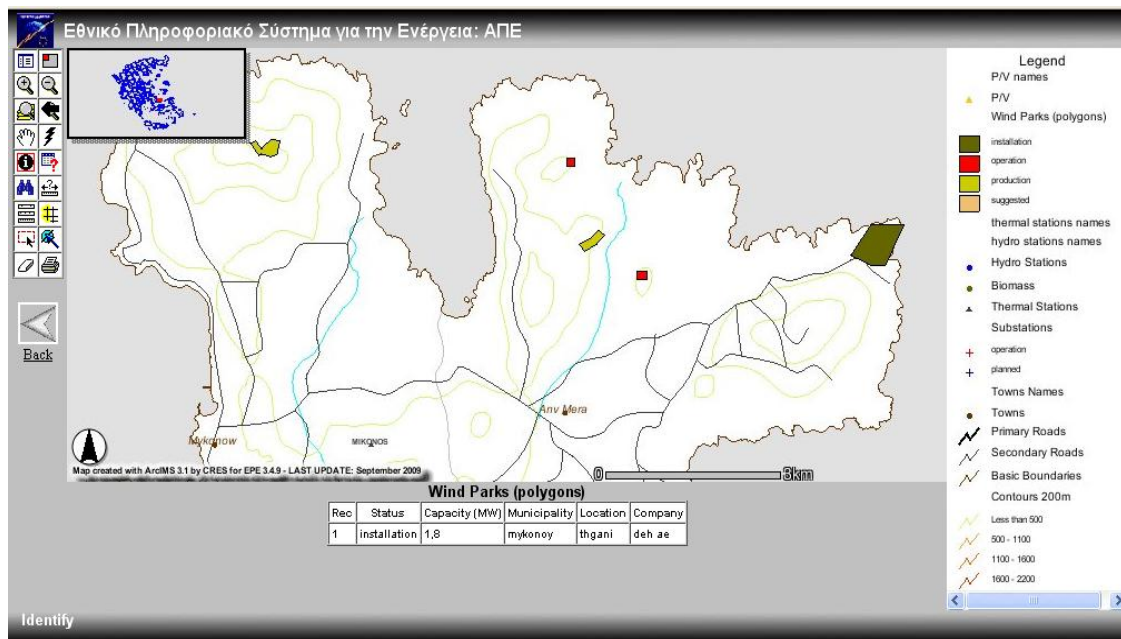 Εθνικό Πληροφοριακό Σύστημα για την Ενέργεια: ΑΠΕ
Back
Mykonow
MIKONOS
Anv Mera
Map created with ArcIMS 3.1 by CRES for EPE 3.4.9 - LAST UPDATE: September 2009
0 3km
Legend
P/V names
P/V
Wind Parks (polygons)
installation
operation
production
suggested
thermal stations names
hydro stations names
Hydro Stations
Biomass
Thermal Stations
Substations
operation
planned
Towns Names
Towns
Primary Roads
Secondary Roads
Basic Boundaries
Contours 200m
Less than 500
500 - 1100
1100 - 1600
1600 - 2200
Wind Parks (polygons)
Rec Status Capacity (MW) Municipality Location Company
1 installation 1,8 mykonoy thgani deh ae
Identify